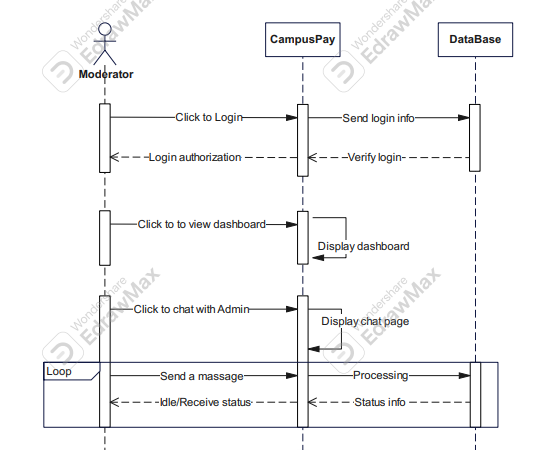 Wondershare
EdrawMax
Wondershare
EdrawMax
CampusPay
DataBase
Moderator
Click to Login
Send login info
Login authorization
Verify login
Click to to view dashboard
Display dashboard
Wondershare
EdrawMax
Wondershare
EdrawMax
Click to chat with Admin
Display chat page
Loop
Send a massage
Processing
Idle/Receive status
Status info